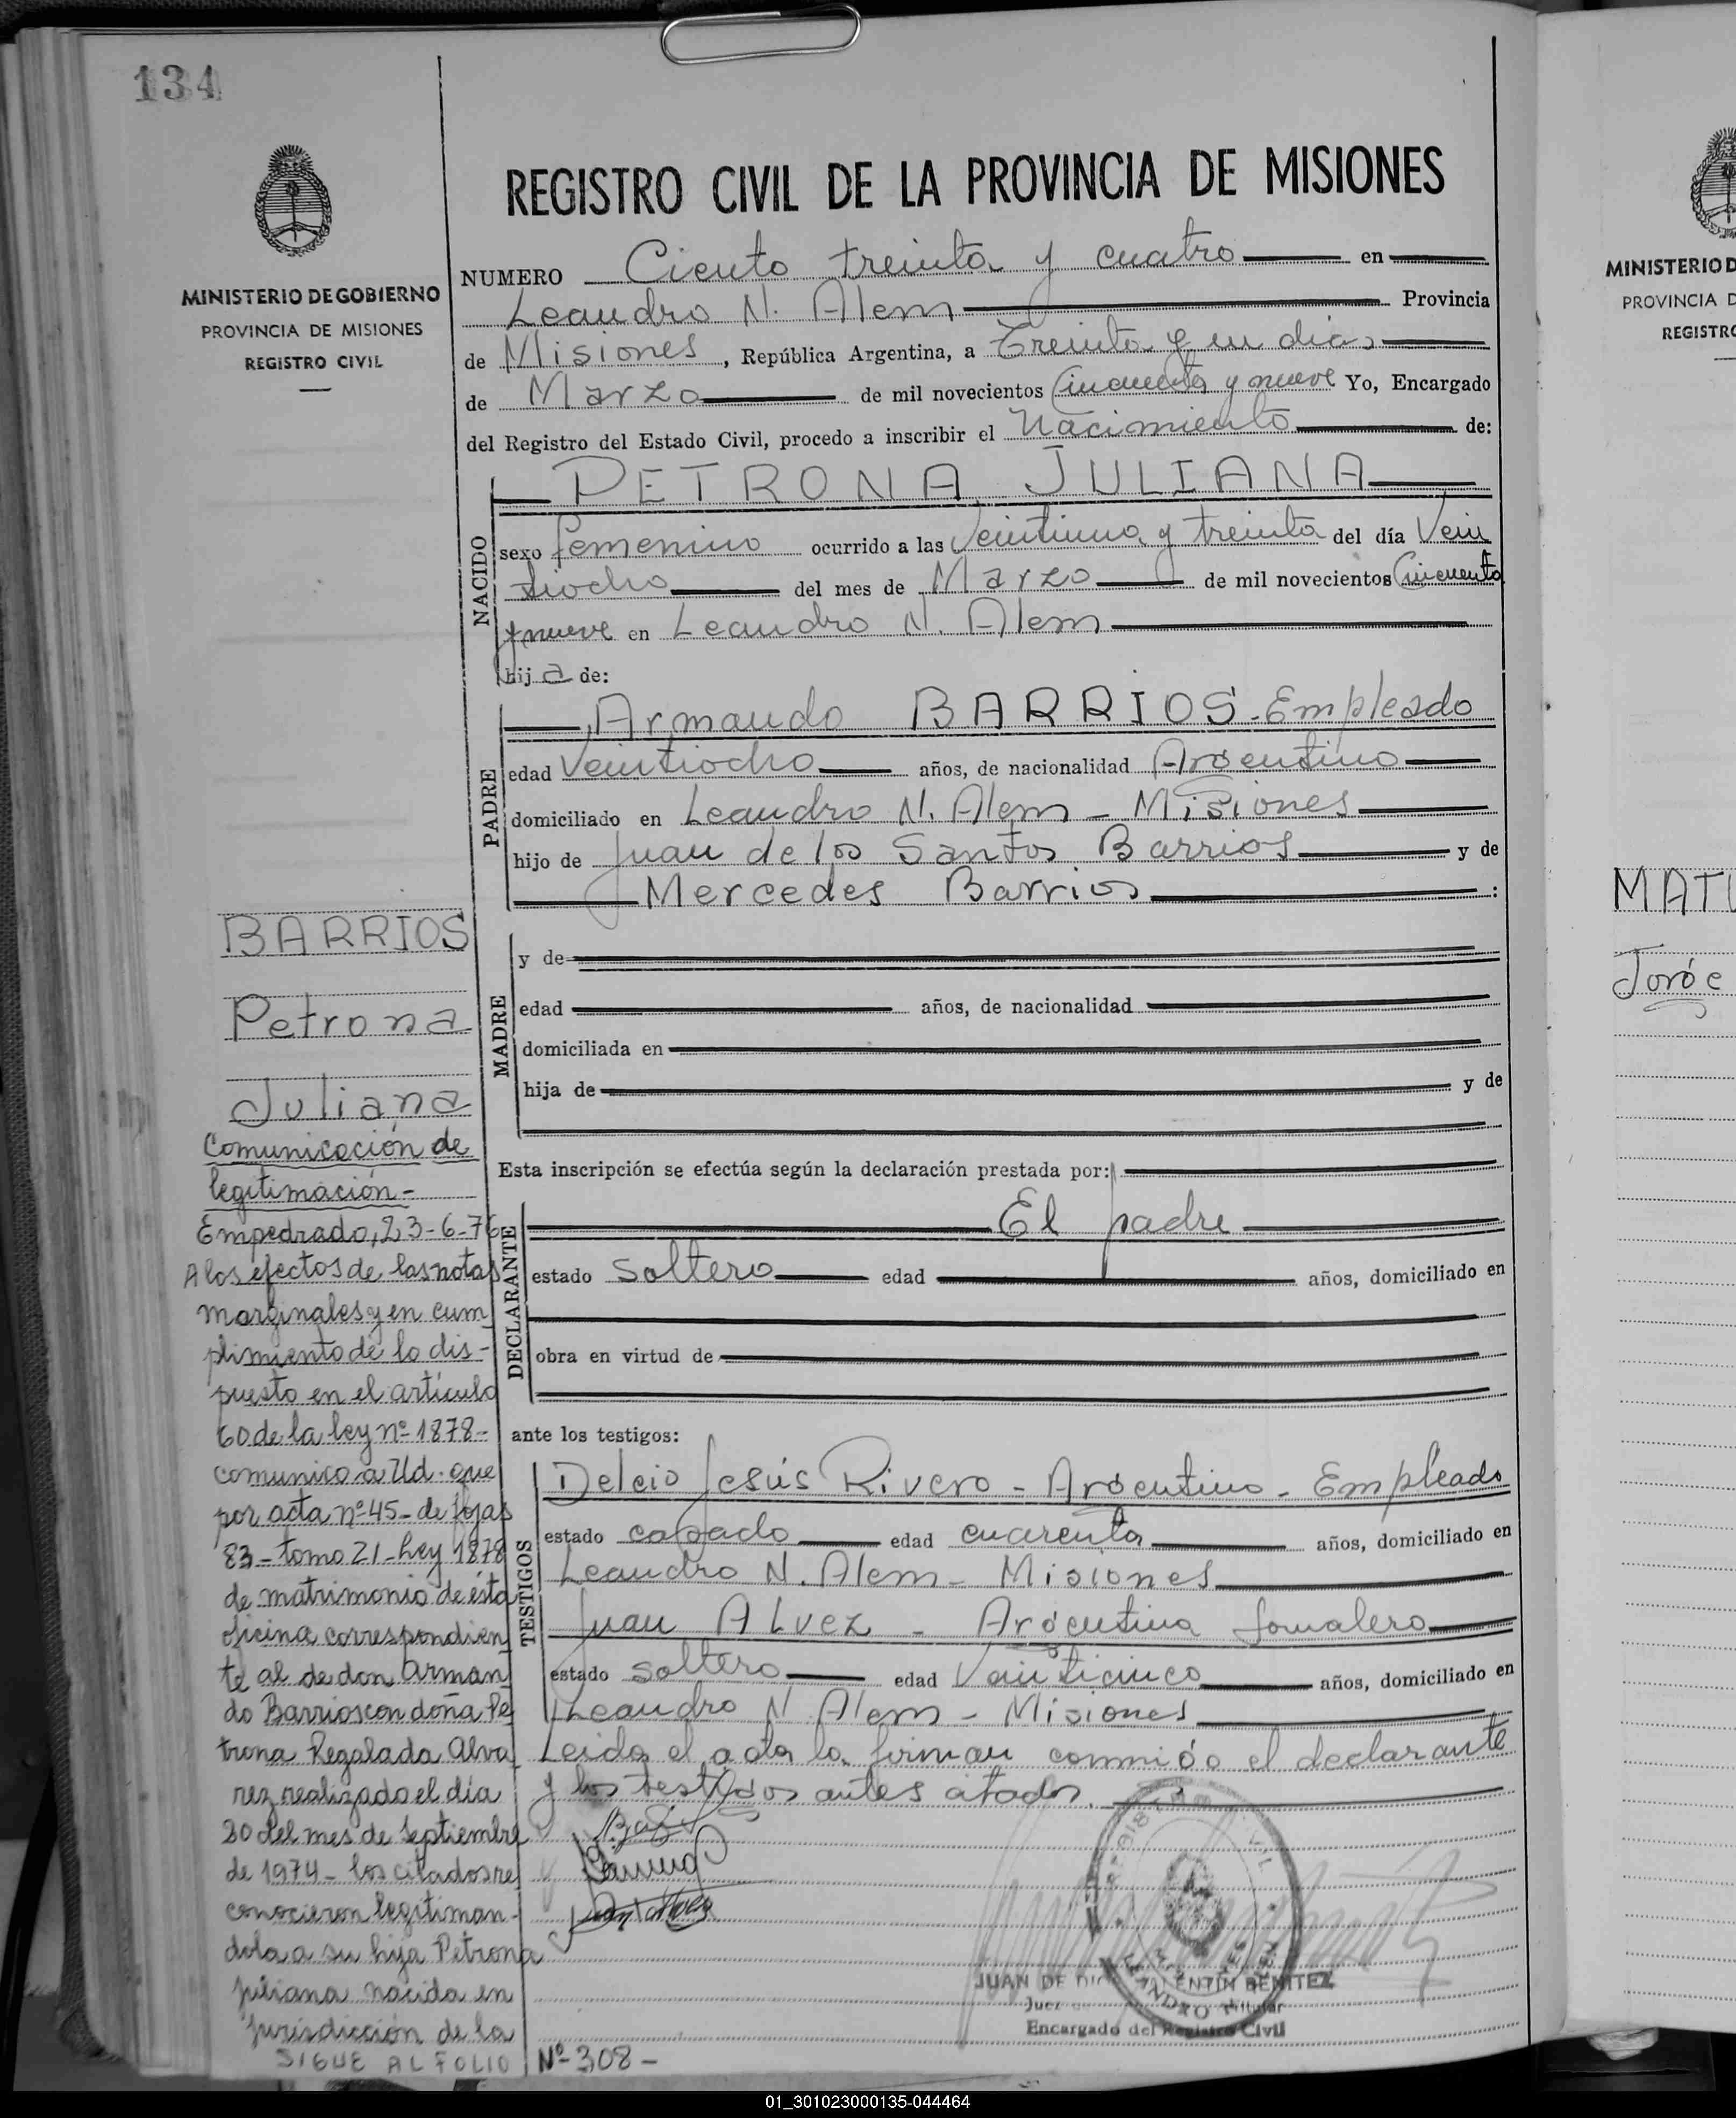 134
MINISTERIO DE GOBIERNO
PROVINCIA DE MISIONES
REGISTRO CIVIL
REGISTRO CIVIL DE LA PROVINCIA DE MISIONES
NUMERO Ciento treinta y cuatro en
Leandro N. Alem Provincia
de Misiones, República Argentina, a Treinta y un dias
de Marzo de mil novecientos Cincuenta y nueve Yo, Encargado
del Registro del Estado Civil, procedo a inscribir el Nacimiento de:
NACIDO
PETRONA JULIANA
sexo femenino ocurrido a las Veintiuna y treinta del día Vein
tiocho del mes de Marzo de mil novecientos Cincuenta
y nueve en Leandro N. Alem
hija de:
PADRE
Armando BARRIOS - Empleado
edad Veintiocho años, de nacionalidad Argentino
domiciliado en Leandro N. Alem - Misiones
hijo de Juan de los Santos Barrios y de
Mercedes Barrios :
MADRE
y de
edad años, de nacionalidad
domiciliada en
hija de y de
Esta inscripción se efectúa según la declaración prestada por:
DECLARANTE
El padre
estado soltero edad años, domiciliado en
obra en virtud de
ante los testigos:
TESTIGOS
Delcio Jesús Rivero - Argentino - Empleado
estado casado edad cuarenta años, domiciliado en
Leandro N. Alem - Misiones
Juan Alvez - Argentino Jornalero
estado soltero edad Veinticinco años, domiciliado en
Leandro N. Alem - Misiones
Leida el acta la firman conmigo el declarante
y los testigos antes citados.
JUAN DE DIOS VALENTIN BENITEZ
Juez Titular
Encargado del Registro Civil
BARRIOS
Petrona
Juliana
Comunicación de
legitimación-
Empedrado, 23-6-76
A los efectos de las notas
marginales y en cum
plimiento de lo dis-
puesto en el artículo
60 de la ley nº 1878-
comunico a Ud. que
por acta nº 45- de fojas
83- tomo 21- Ley 1878
de matrimonio de ésta
oficina correspondien
te al de don Arman
do Barrios con doña Pe
trona Regalada Alva
rez realizado el día
20 del mes de Septiembre
de 1974- los citados re
conocieron legitiman-
dola a su hija Petrona
Juliana nacida en
Jurisdicción de la
SIGUE AL FOLIO Nº 308-
MINISTERIO D
PROVINCIA D
REGISTRO
MATU
Jorge
01_301023000135-044464